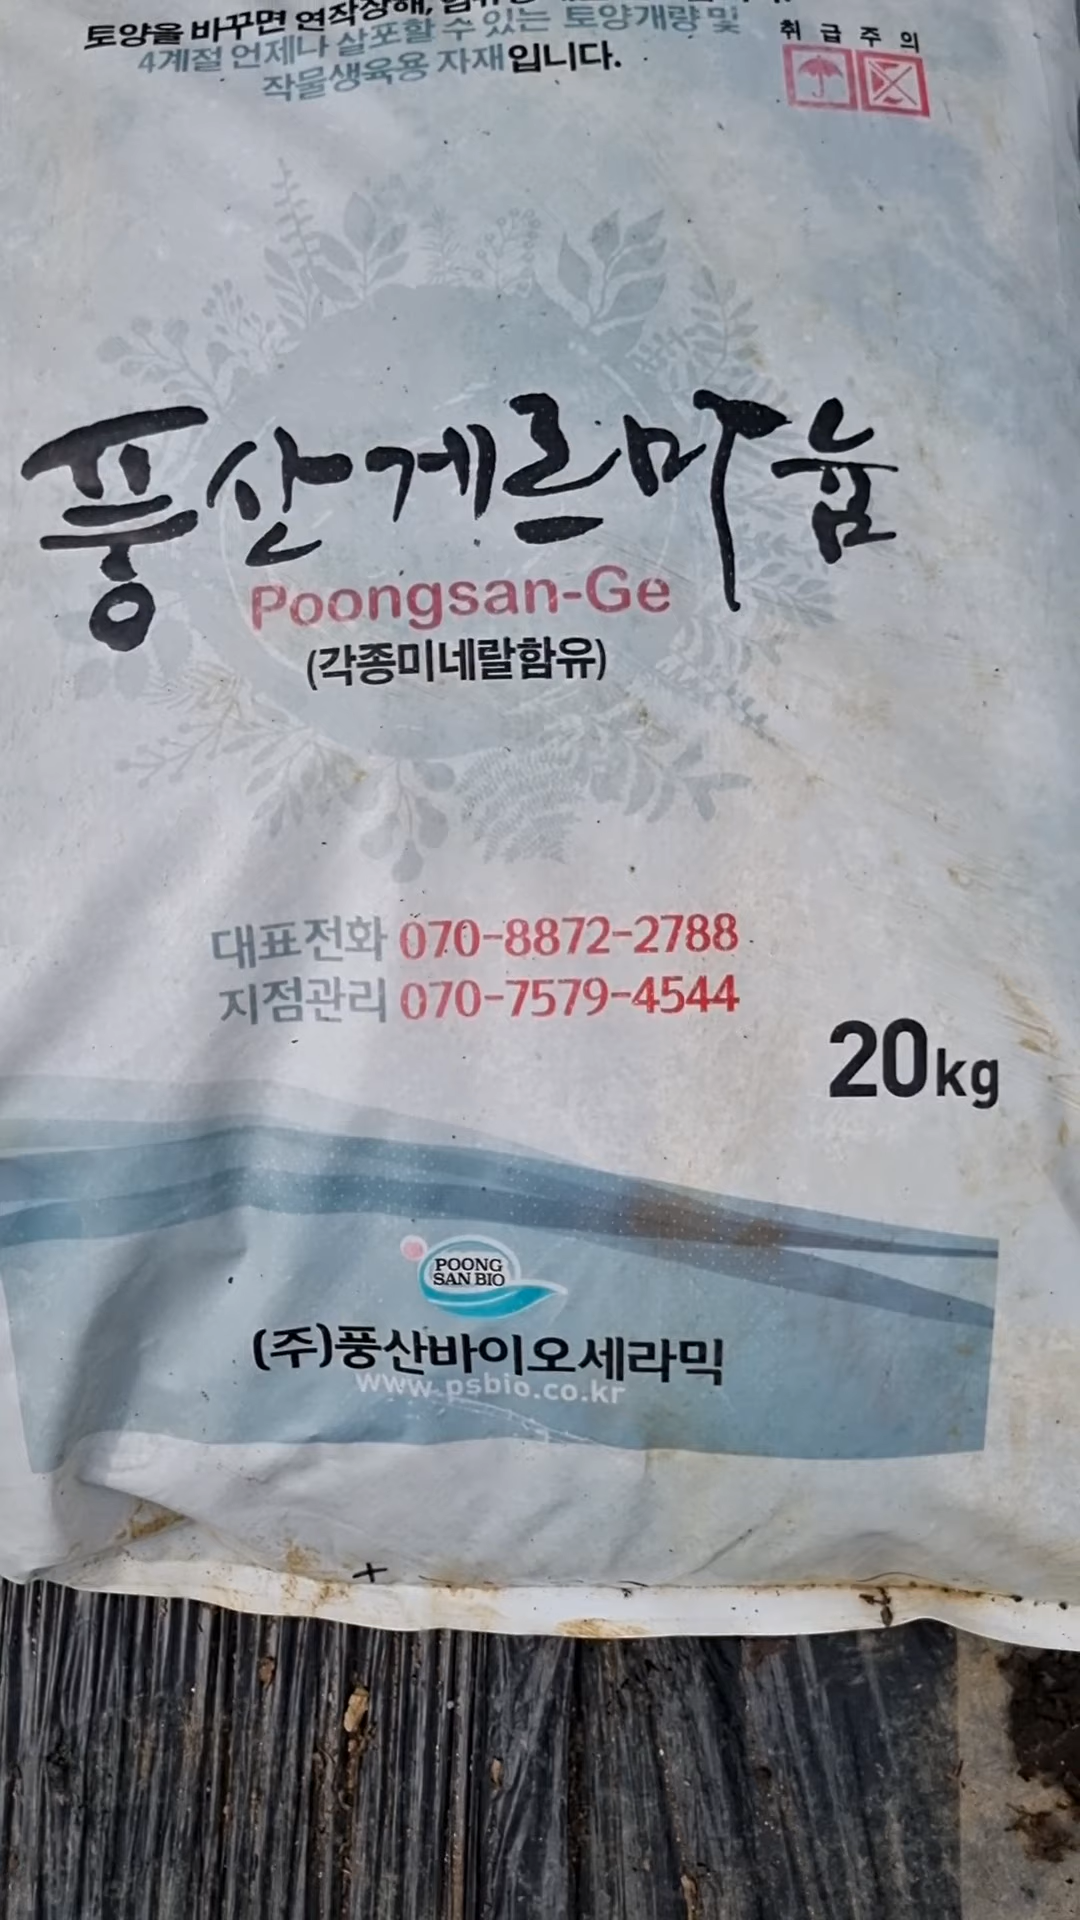 토양을 바꾸면 연작장해,
4계절 언제나 살포할 수 있는 토양개량 및
작물생육용 자재입니다.
취급주의
풍산게르마늄
Poongsan-Ge
(각종미네랄함유)
대표전화 070-8872-2788
지점관리 070-7579-4544
20kg
POONG
SAN BIO
(주)풍산바이오세라믹
www.psbio.co.kr